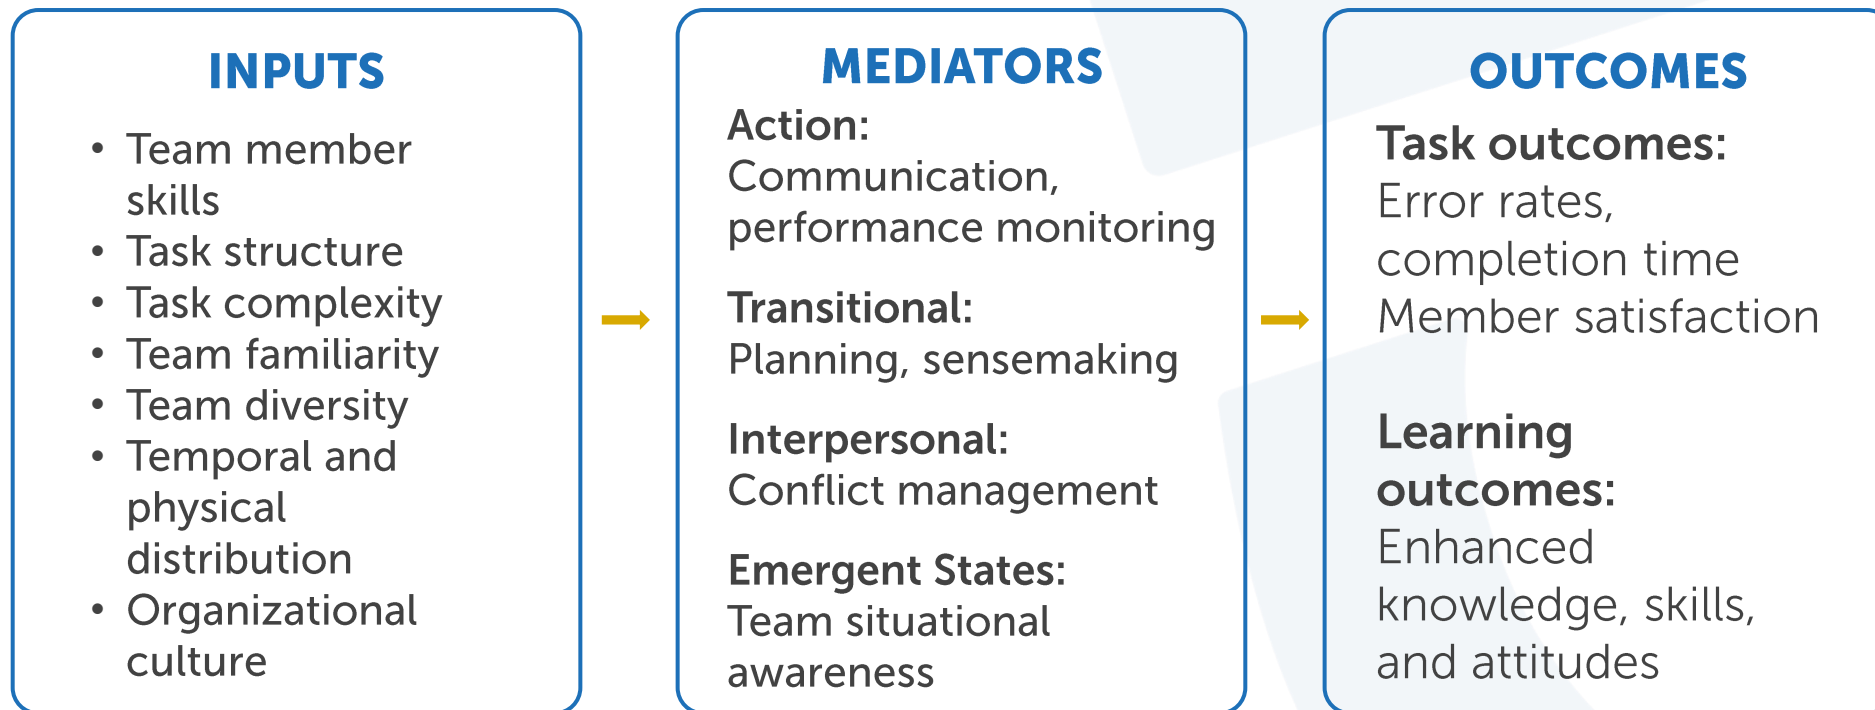 INPUTS
• Team member
skills
• Task structure
• Task complexity
• Team familiarity
• Team diversity
• Temporal and
physical
distribution
• Organizational
culture
MEDIATORS
Action:
Communication,
performance monitoring
Transitional:
Planning, sensemaking
Interpersonal:
Conflict management
Emergent States:
Team situational
awareness
OUTCOMES
Task outcomes:
Error rates,
completion time
Member satisfaction
Learning
outcomes:
Enhanced
knowledge, skills,
and attitudes